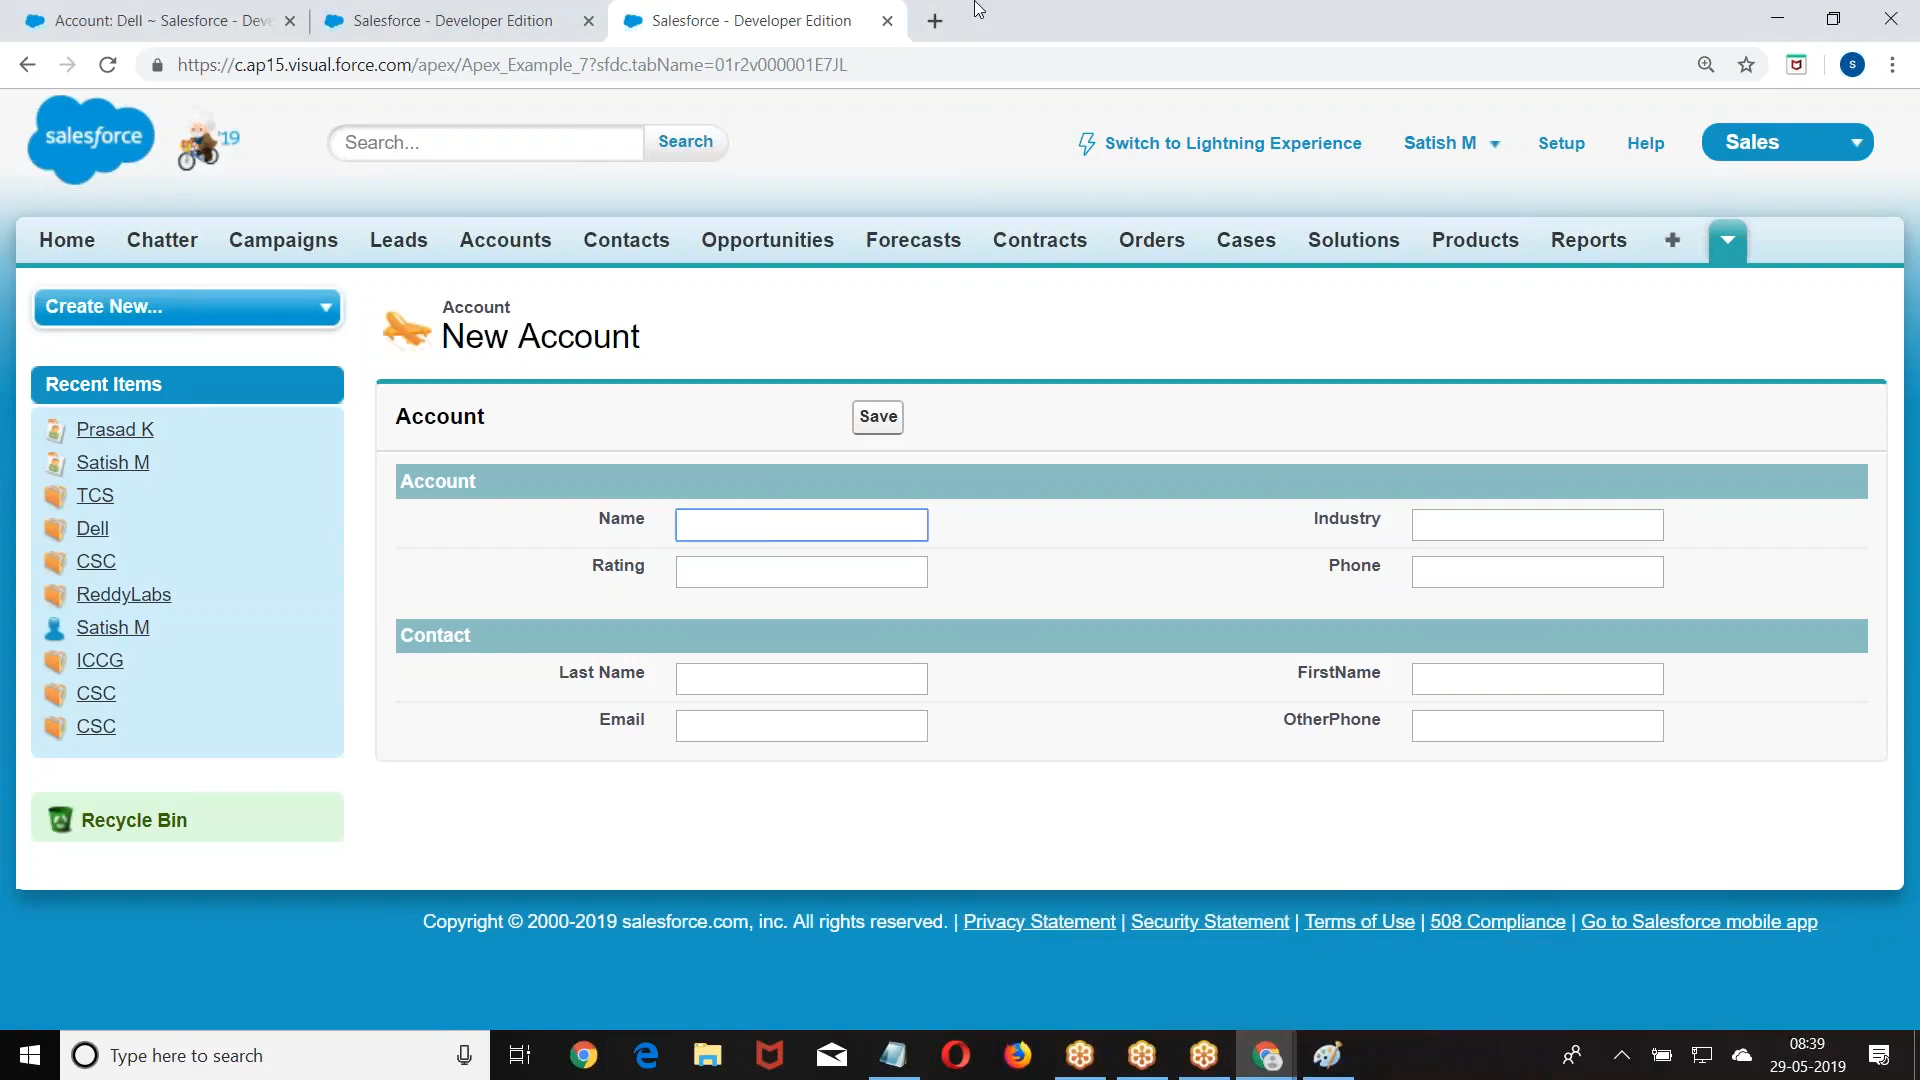 Account: Dell ~ Salesforce - Deve
Salesforce - Developer Edition
Salesforce - Developer Edition
https://c.ap15.visual.force.com/apex/Apex_Example_7?sfdc.tabName=01r2v000001E7JL
S
salesforce
'19
Search...
Search
Switch to Lightning Experience
Satish M
Setup
Help
Sales
Home
Chatter
Campaigns
Leads
Accounts
Contacts
Opportunities
Forecasts
Contracts
Orders
Cases
Solutions
Products
Reports
Create New...
Recent Items
Prasad K
Satish M
TCS
Dell
CSC
ReddyLabs
Satish M
ICCG
CSC
CSC
Recycle Bin
Account
New Account
Account
Save
Account
Name
Industry
Rating
Phone
Contact
Last Name
FirstName
Email
OtherPhone
Copyright © 2000-2019 salesforce.com, inc. All rights reserved. | Privacy Statement | Security Statement | Terms of Use | 508 Compliance | Go to Salesforce mobile app
Type here to search
08:39
29-05-2019